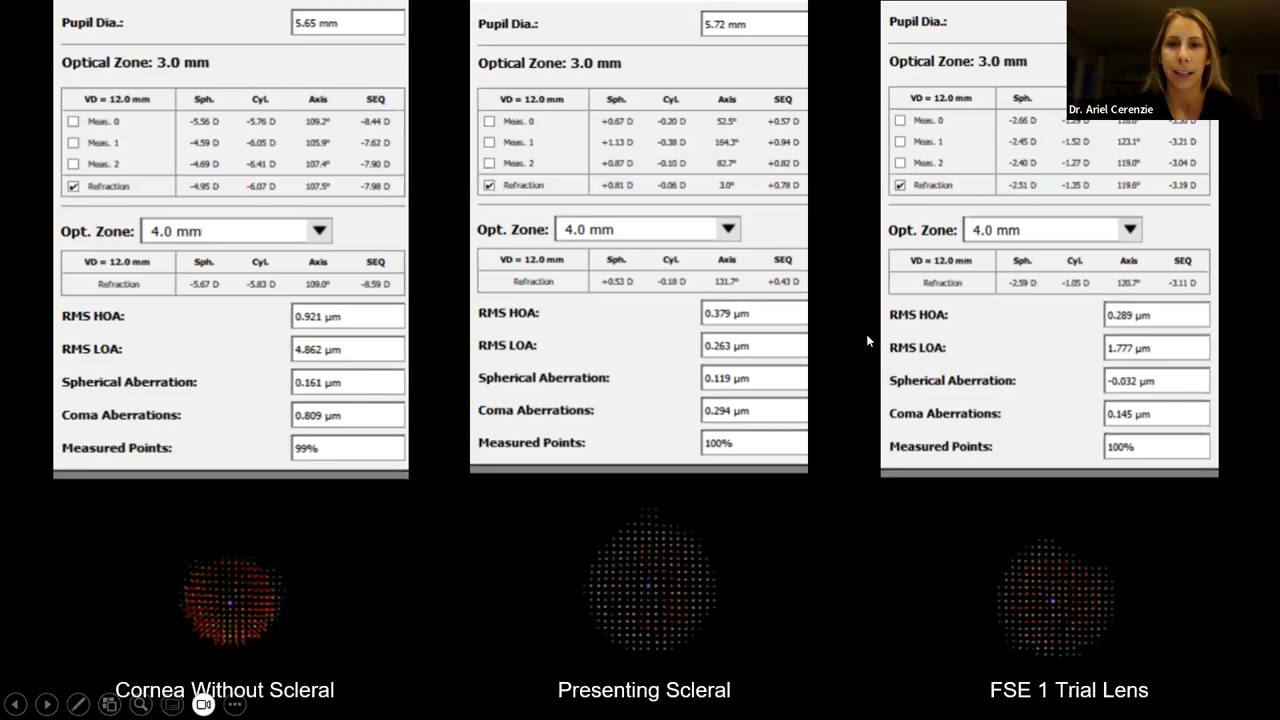 Pupil Dia.: 5.65 mm
Optical Zone: 3.0 mm
VD = 12.0 mm Sph. Cyl. Axis SEQ
Meas. 0 -5.56 D -5.76 D 109.2° -8.44 D
Meas. 1 -4.59 D -6.05 D 105.9° -7.62 D
Meas. 2 -4.69 D -6.41 D 107.4° -7.90 D
Refraction -4.95 D -6.07 D 107.5° -7.98 D
Opt. Zone: 4.0 mm
VD = 12.0 mm Sph. Cyl. Axis SEQ
Refraction -5.67 D -5.83 D 109.0° -8.59 D
RMS HOA: 0.921 µm
RMS LOA: 4.862 µm
Spherical Aberration: 0.161 µm
Coma Aberrations: 0.809 µm
Measured Points: 99%
Cornea Without Scleral
Pupil Dia.: 5.72 mm
Optical Zone: 3.0 mm
VD = 12.0 mm Sph. Cyl. Axis SEQ
Meas. 0 +0.67 D -0.20 D 52.5° +0.57 D
Meas. 1 +1.13 D -0.38 D 164.3° +0.94 D
Meas. 2 +0.87 D -0.10 D 82.7° +0.82 D
Refraction +0.81 D -0.06 D 3.0° +0.78 D
Opt. Zone: 4.0 mm
VD = 12.0 mm Sph. Cyl. Axis SEQ
Refraction +0.53 D -0.18 D 131.7° +0.43 D
RMS HOA: 0.379 µm
RMS LOA: 0.263 µm
Spherical Aberration: 0.119 µm
Coma Aberrations: 0.294 µm
Measured Points: 100%
Presenting Scleral
Pupil Dia.:
Optical Zone: 3.0 mm
VD = 12.0 mm Sph.
Meas. 0 -2.66 D
Meas. 1 -2.45 D -1.52 D 123.1° -3.21 D
Meas. 2 -2.40 D -1.27 D 119.0° -3.04 D
Refraction -2.51 D -1.35 D 119.6° -3.19 D
Opt. Zone: 4.0 mm
VD = 12.0 mm Sph. Cyl. Axis SEQ
Refraction -2.59 D -1.05 D 120.7° -3.11 D
RMS HOA: 0.289 µm
RMS LOA: 1.777 µm
Spherical Aberration: -0.032 µm
Coma Aberrations: 0.145 µm
Measured Points: 100%
FSE 1 Trial Lens
Dr. Ariel Cerenzie